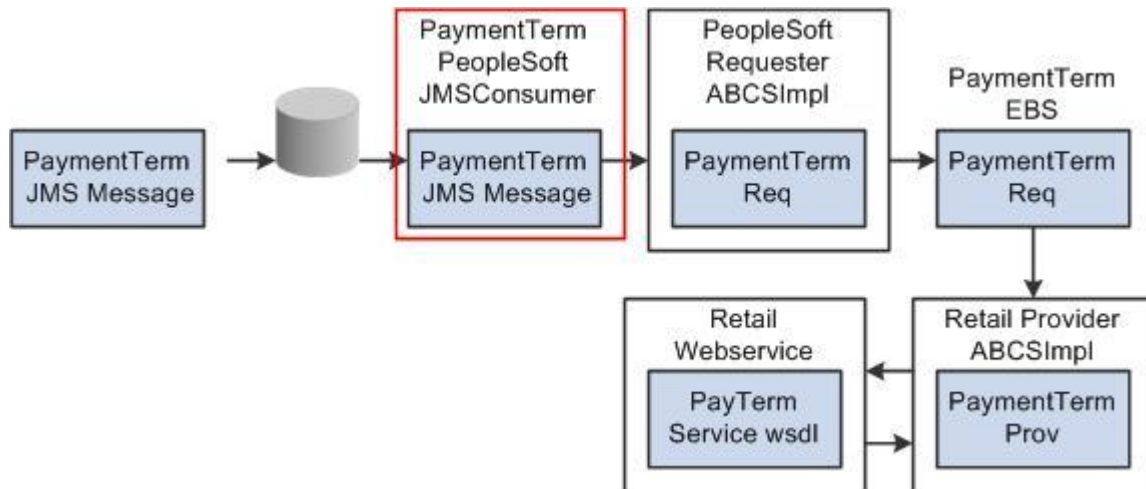 PaymentTerm
JMS Message
PaymentTerm
PeopleSoft
JMSConsumer
PaymentTerm
JMS Message
PeopleSoft
Requester
ABCSImpl
PaymentTerm
Req
PaymentTerm
EBS
PaymentTerm
Req
Retail
Webservice
PayTerm
Service wsdl
Retail Provider
ABCSImpl
PaymentTerm
Prov